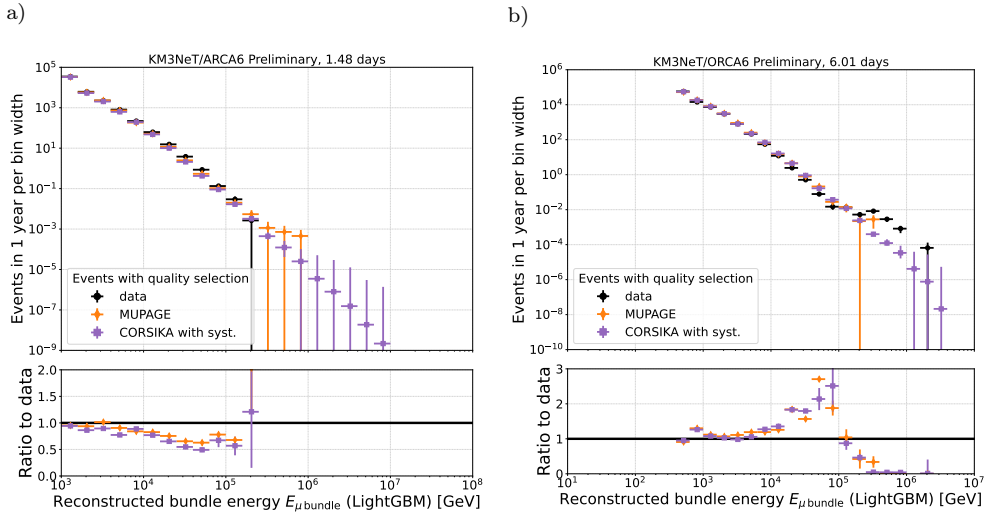 a)
KM3NeT/ARCA6 Preliminary, 1.48 days
Events in 1 year per bin width
10^5
10^3
10^1
10^−1
10^−3
10^−5
10^−7
10^−9
Events with quality selection
data
MUPAGE
CORSIKA with syst.
Ratio to data
2.0
1.5
1.0
0.5
0.0
10^3 10^4 10^5 10^6 10^7 10^8
Reconstructed bundle energy E_μ bundle (LightGBM) [GeV]
b)
KM3NeT/ORCA6 Preliminary, 6.01 days
Events in 1 year per bin width
10^6
10^4
10^2
10^0
10^−2
10^−4
10^−6
10^−8
10^−10
Events with quality selection
data
MUPAGE
CORSIKA with syst.
Ratio to data
3
2
1
0
10^1 10^2 10^3 10^4 10^5 10^6 10^7
Reconstructed bundle energy E_μ bundle (LightGBM) [GeV]